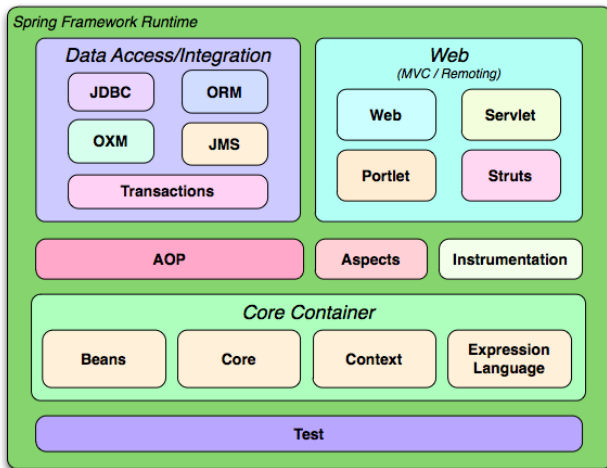 Spring Framework Runtime
Data Access/Integration
JDBC
ORM
OXM
JMS
Transactions
Web
(MVC / Remoting)
Web
Servlet
Portlet
Struts
AOP
Aspects
Instrumentation
Core Container
Beans
Core
Context
Expression
Language
Test